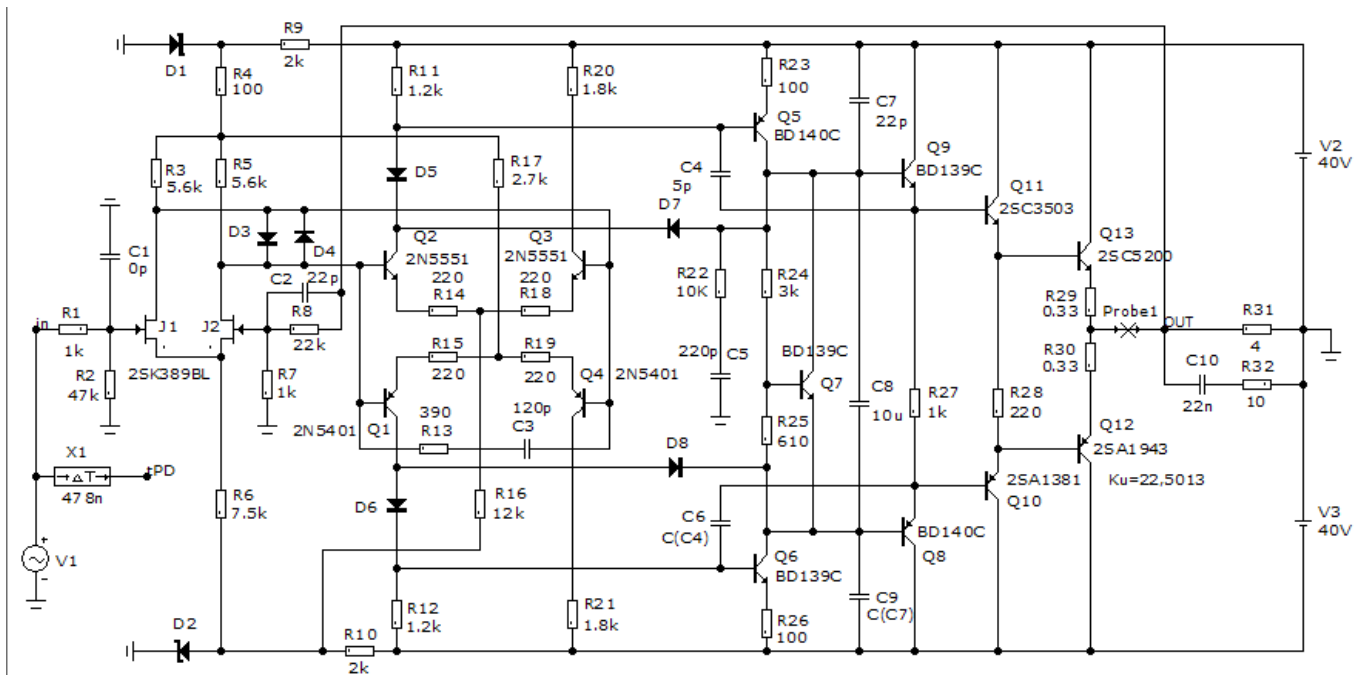 R9
2k
D1
R4
100
R11
1.2k
R20
1.8k
R23
100
C7
22p
Q5
BD140C
V2
40V
R3
5.6k
R5
5.6k
R17
2.7k
D5
C4
5p
Q9
BD139C
Q11
2SC3503
D7
C1
0p
D3
D4
Q2
2N5551
Q3
2N5551
Q13
2SC5200
C2
22p
220
R14
220
R18
R22
10K
R24
3k
R29
0.33
in
R1
1k
J1
J2
2SK389BL
R8
22k
Probe1
OUT
R31
4
R2
47k
R7
1k
R15
220
R19
220
Q4
2N5401
220p
C5
BD139C
Q7
C8
10u
R27
1k
R28
220
R30
0.33
C10
22n
R32
10
390
R13
120p
C3
2N5401
Q1
R25
610
Q12
2SA1943
D8
X1
ΔT
tPD
478n
R6
7.5k
D6
R16
12k
C6
C(C4)
2SA1381
Q10
Ku=22,5013
V3
40V
V1
+
-
Q6
BD139C
BD140C
Q8
R12
1.2k
R21
1.8k
R26
100
C9
C(C7)
D2
R10
2k